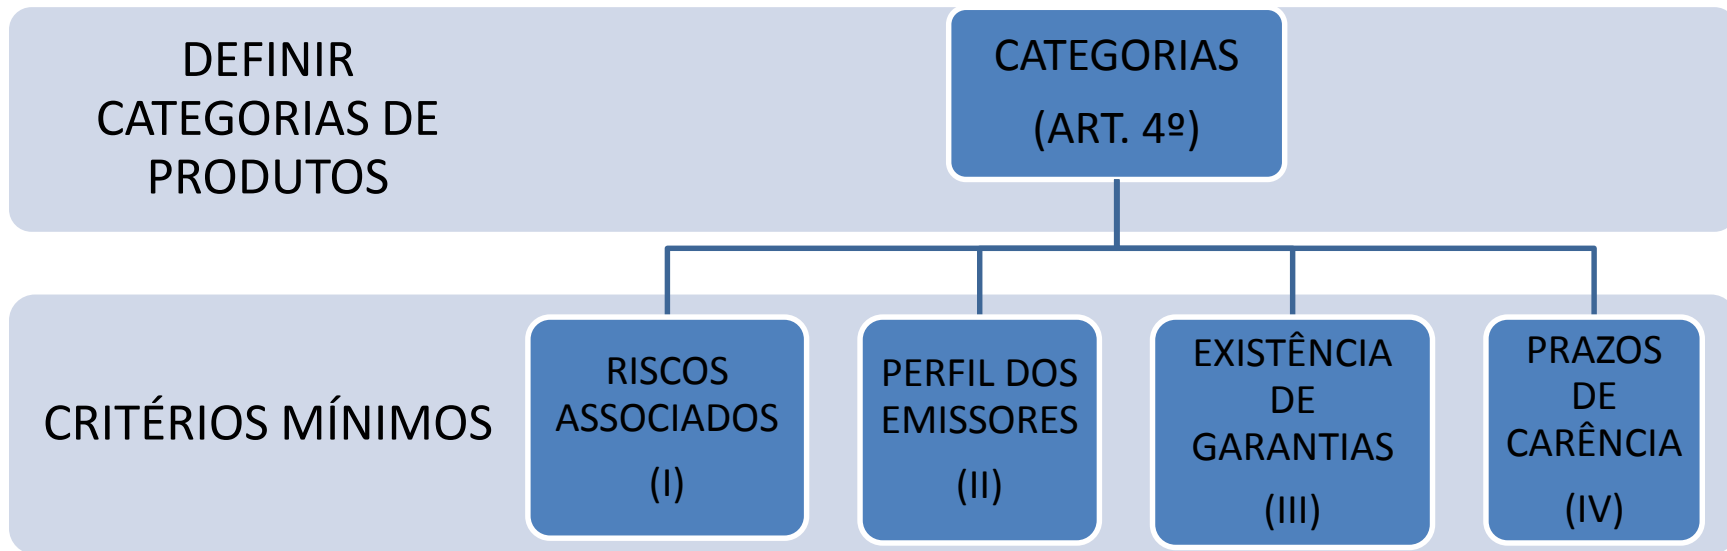 DEFINIR
CATEGORIAS DE
PRODUTOS
CATEGORIAS
(ART. 4º)
CRITÉRIOS MÍNIMOS
RISCOS
ASSOCIADOS
(I)
PERFIL DOS
EMISSORES
(II)
EXISTÊNCIA
DE
GARANTIAS
(III)
PRAZOS
DE
CARÊNCIA
(IV)